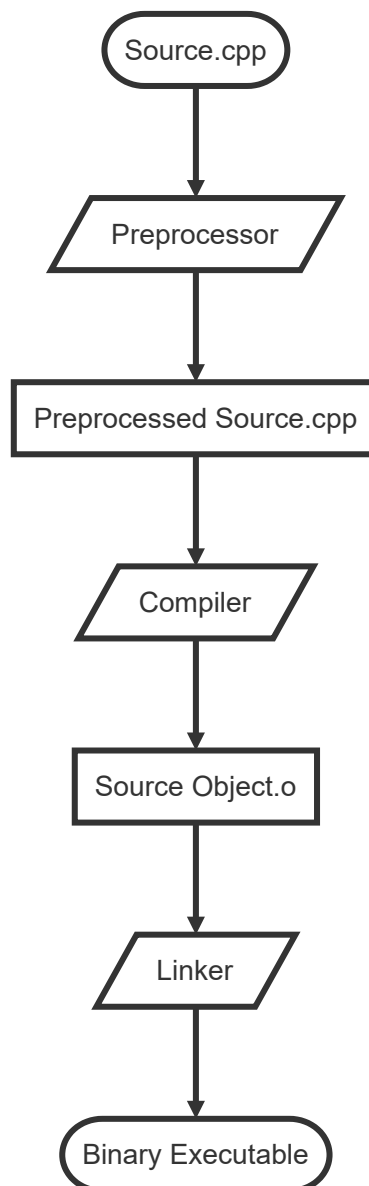 Source.cpp
Preprocessor
Preprocessed Source.cpp
Compiler
Source Object.o
Linker
Binary Executable